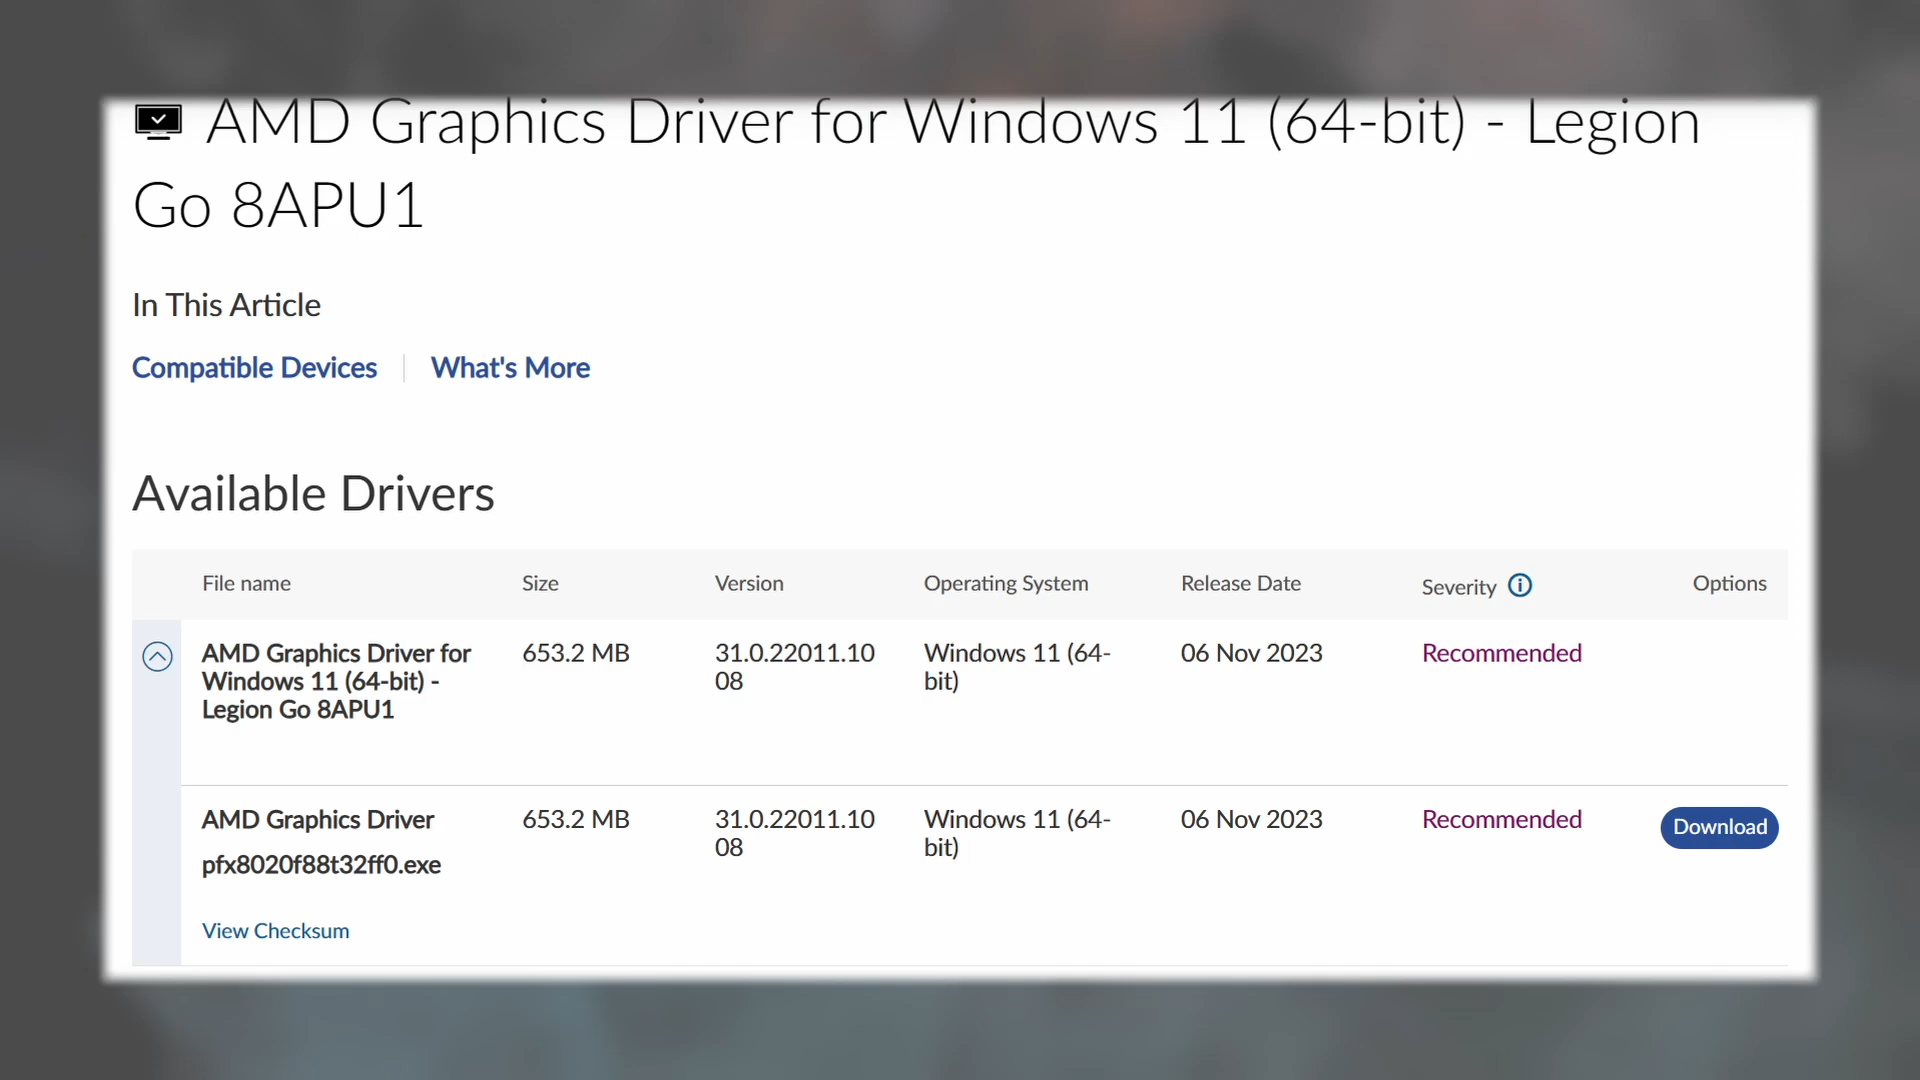 AMD Graphics Driver for Windows 11 (64-bit) - Legion
Go 8APU1
In This Article
Compatible Devices
What's More
Available Drivers
File name
Size
Version
Operating System
Release Date
Severity
Options
AMD Graphics Driver for
Windows 11 (64-bit) -
Legion Go 8APU1
653.2 MB
31.0.22011.10
08
Windows 11 (64-
bit)
06 Nov 2023
Recommended
AMD Graphics Driver
pfx8020f88t32ff0.exe
View Checksum
653.2 MB
31.0.22011.10
08
Windows 11 (64-
bit)
06 Nov 2023
Recommended
Download